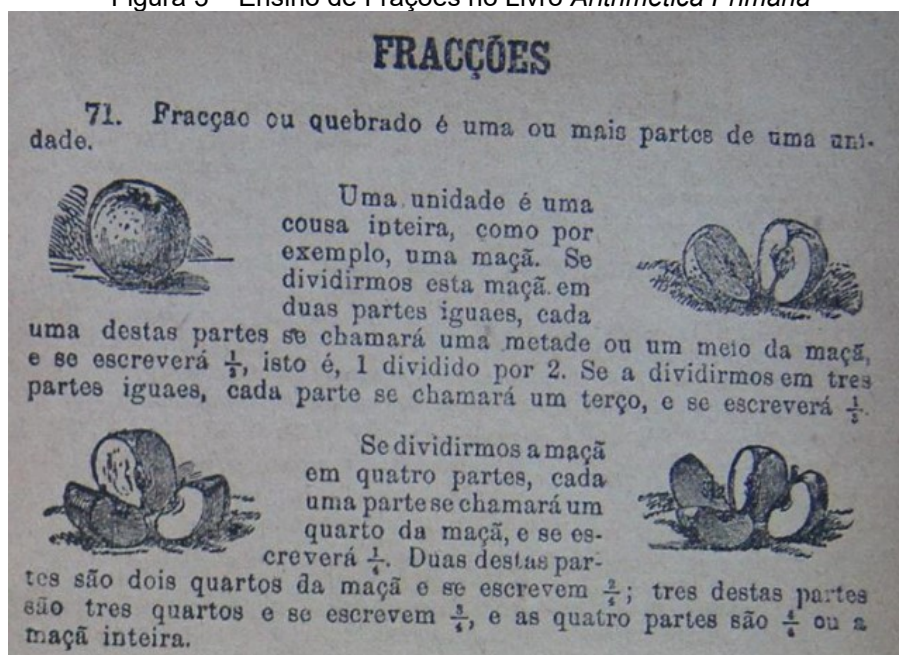 Figura 3 – Ensino de Frações no Livro Arithmetica Primaria
FRACÇÕES
71. Fracçao ou quebrado é uma ou mais partes de uma uni-
dade.
Uma unidade é uma
cousa inteira, como por
exemplo, uma maçã. Se
dividirmos esta maçã em
duas partes iguaes, cada
uma destas partes se chamará uma metade ou um meio da maçã,
e se escreverá ½, isto é, 1 dividido por 2. Se a dividirmos em tres
partes iguaes, cada parte se chamará um terço, e se escreverá ⅓.
Se dividirmos a maçã
em quatro partes, cada
uma parte se chamará um
quarto da maçã, e se es-
creverá ¼. Duas destas par-
tes são dois quartos da maçã e se escrevem 2/4; tres destas partes
são tres quartos e se escrevem ¾, e as quatro partes são 4/4 ou a
maçã inteira.